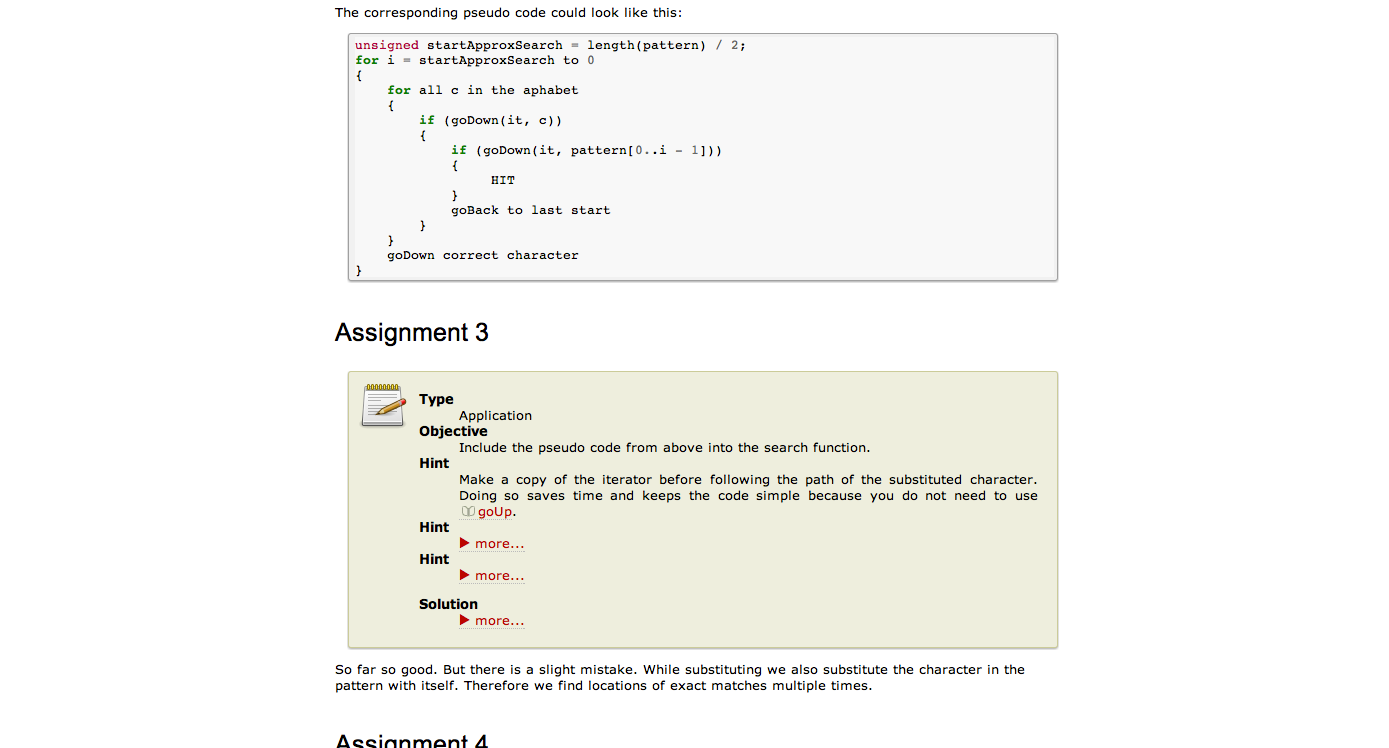 The corresponding pseudo code could look like this:
unsigned startApproxSearch = length(pattern) / 2;
for i = startApproxSearch to 0
{
    for all c in the aphabet
    {
        if (goDown(it, c))
        {
            if (goDown(it, pattern[0..i - 1]))
            {
                 HIT
            }
            goBack to last start
        }
    }
    goDown correct character
}
Assignment 3
Type
Application
Objective
Include the pseudo code from above into the search function.
Hint
Make a copy of the iterator before following the path of the substituted character.
Doing so saves time and keeps the code simple because you do not need to use
goUp.
Hint
more...
Hint
more...
Solution
more...
So far so good. But there is a slight mistake. While substituting we also substitute the character in the
pattern with itself. Therefore we find locations of exact matches multiple times.
Assignment 4